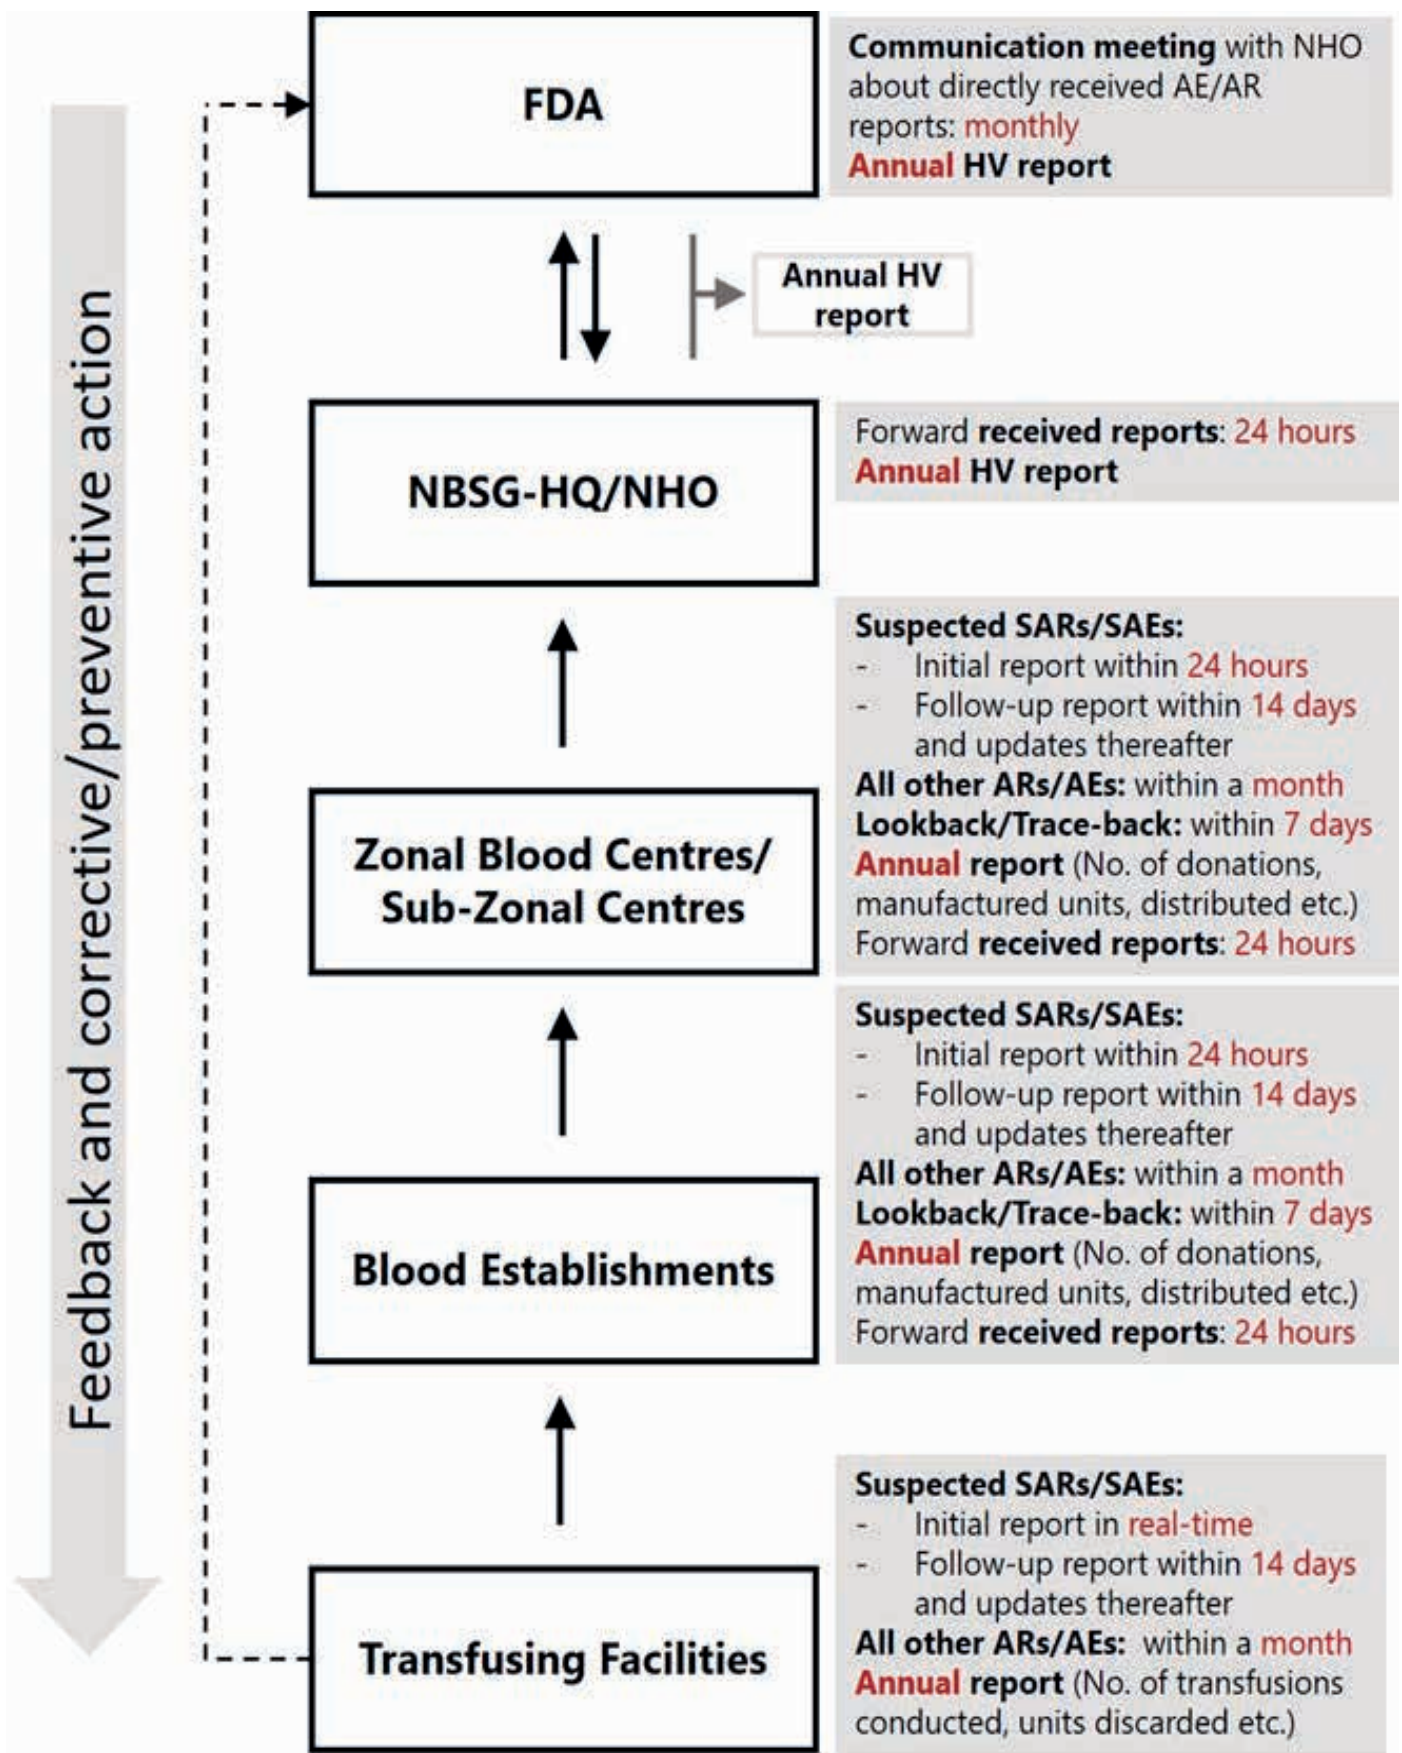 FDA
Communication meeting with NHO
about directly received AE/AR
reports: monthly
Annual HV report
Annual HV
report
NBSG-HQ/NHO
Forward received reports: 24 hours
Annual HV report
Feedback and corrective/preventive action
Zonal Blood Centres/
Sub-Zonal Centres
Suspected SARs/SAEs:
- Initial report within 24 hours
- Follow-up report within 14 days
and updates thereafter
All other ARs/AEs: within a month
Lookback/Trace-back: within 7 days
Annual report (No. of donations,
manufactured units, distributed etc.)
Forward received reports: 24 hours
Blood Establishments
Suspected SARs/SAEs:
- Initial report within 24 hours
- Follow-up report within 14 days
and updates thereafter
All other ARs/AEs: within a month
Lookback/Trace-back: within 7 days
Annual report (No. of donations,
manufactured units, distributed etc.)
Forward received reports: 24 hours
Transfusing Facilities
Suspected SARs/SAEs:
- Initial report in real-time
- Follow-up report within 14 days
and updates thereafter
All other ARs/AEs: within a month
Annual report (No. of transfusions
conducted, units discarded etc.)